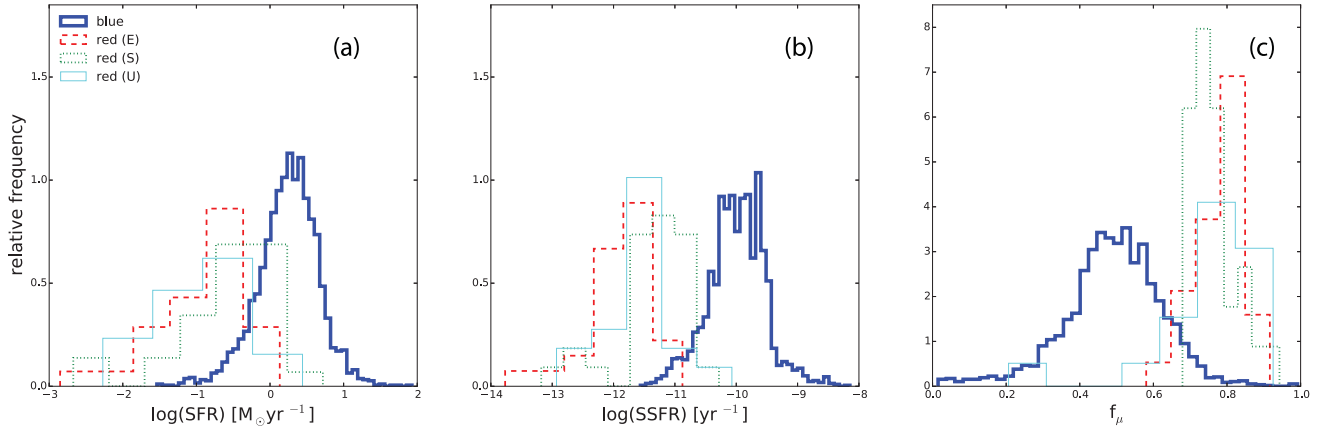 blue
red (E)
red (S)
red (U)
(a)
(b)
(c)
relative frequency
0.0
0.5
1.0
1.5
−3 −2 −1 0 1 2
log(SFR) [M⊙yr⁻¹]
0.0
0.5
1.0
1.5
−14 −13 −12 −11 −10 −9 −8
log(SSFR) [yr⁻¹]
0
1
2
3
4
5
6
7
8
0.0 0.2 0.4 0.6 0.8 1.0
f_μ